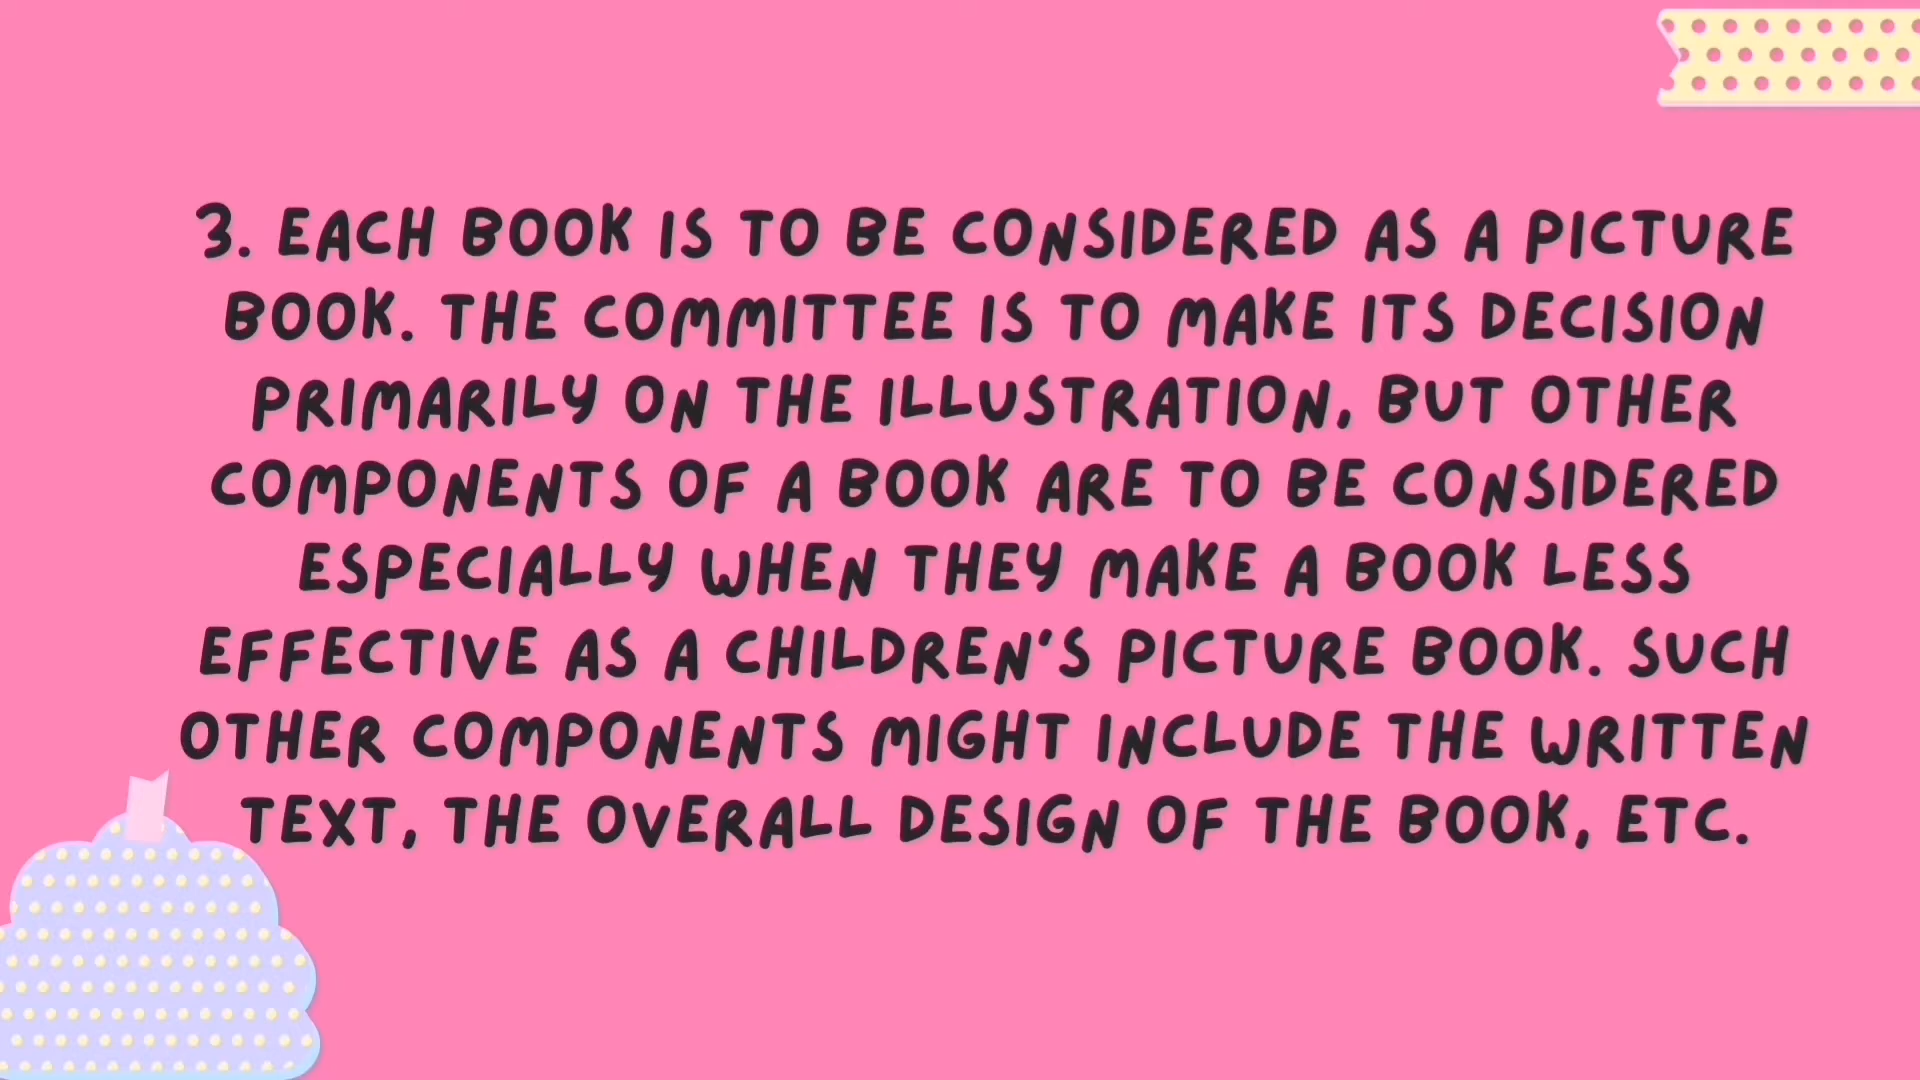 3. EACH BOOK IS TO BE CONSIDERED AS A PICTURE
BOOK. THE COMMITTEE IS TO MAKE ITS DECISION
PRIMARILY ON THE ILLUSTRATION, BUT OTHER
COMPONENTS OF A BOOK ARE TO BE CONSIDERED
ESPECIALLY WHEN THEY MAKE A BOOK LESS
EFFECTIVE AS A CHILDREN'S PICTURE BOOK. SUCH
OTHER COMPONENTS MIGHT INCLUDE THE WRITTEN
TEXT, THE OVERALL DESIGN OF THE BOOK, ETC.